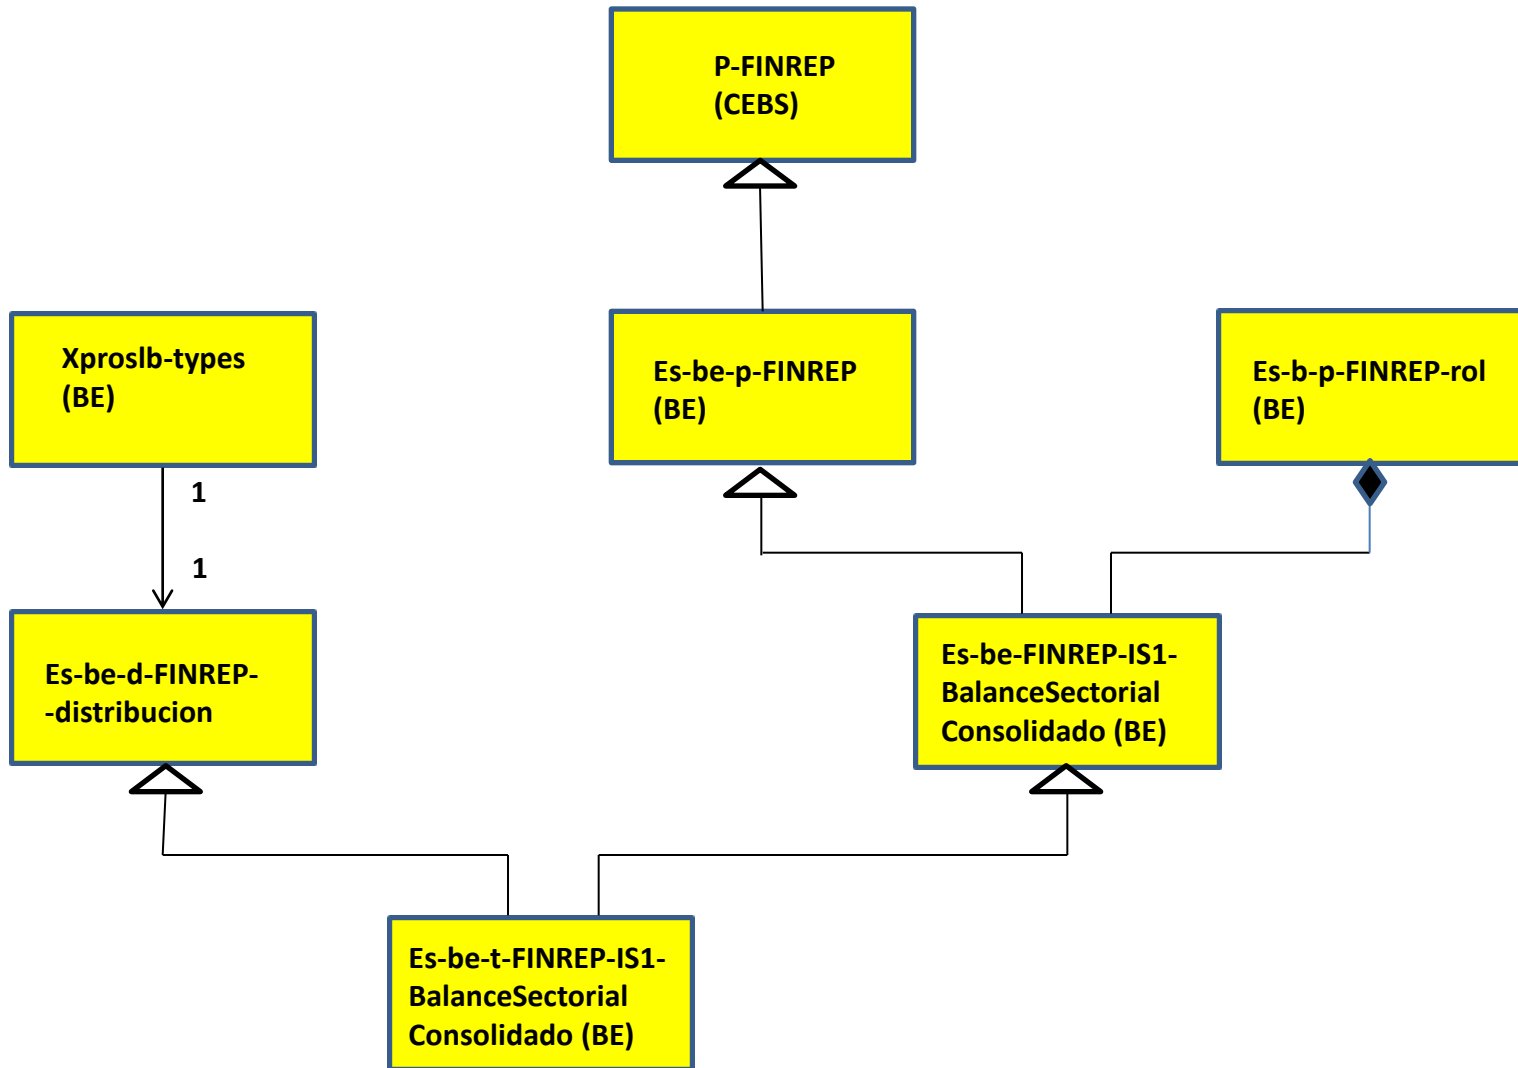 P-FINREP
(CEBS)
Xproslb-types
(BE)
Es-be-p-FINREP
(BE)
Es-b-p-FINREP-rol
(BE)
1
1
Es-be-d-FINREP-
-distribucion
Es-be-FINREP-IS1-
BalanceSectorial
Consolidado (BE)
Es-be-t-FINREP-IS1-
BalanceSectorial
Consolidado (BE)